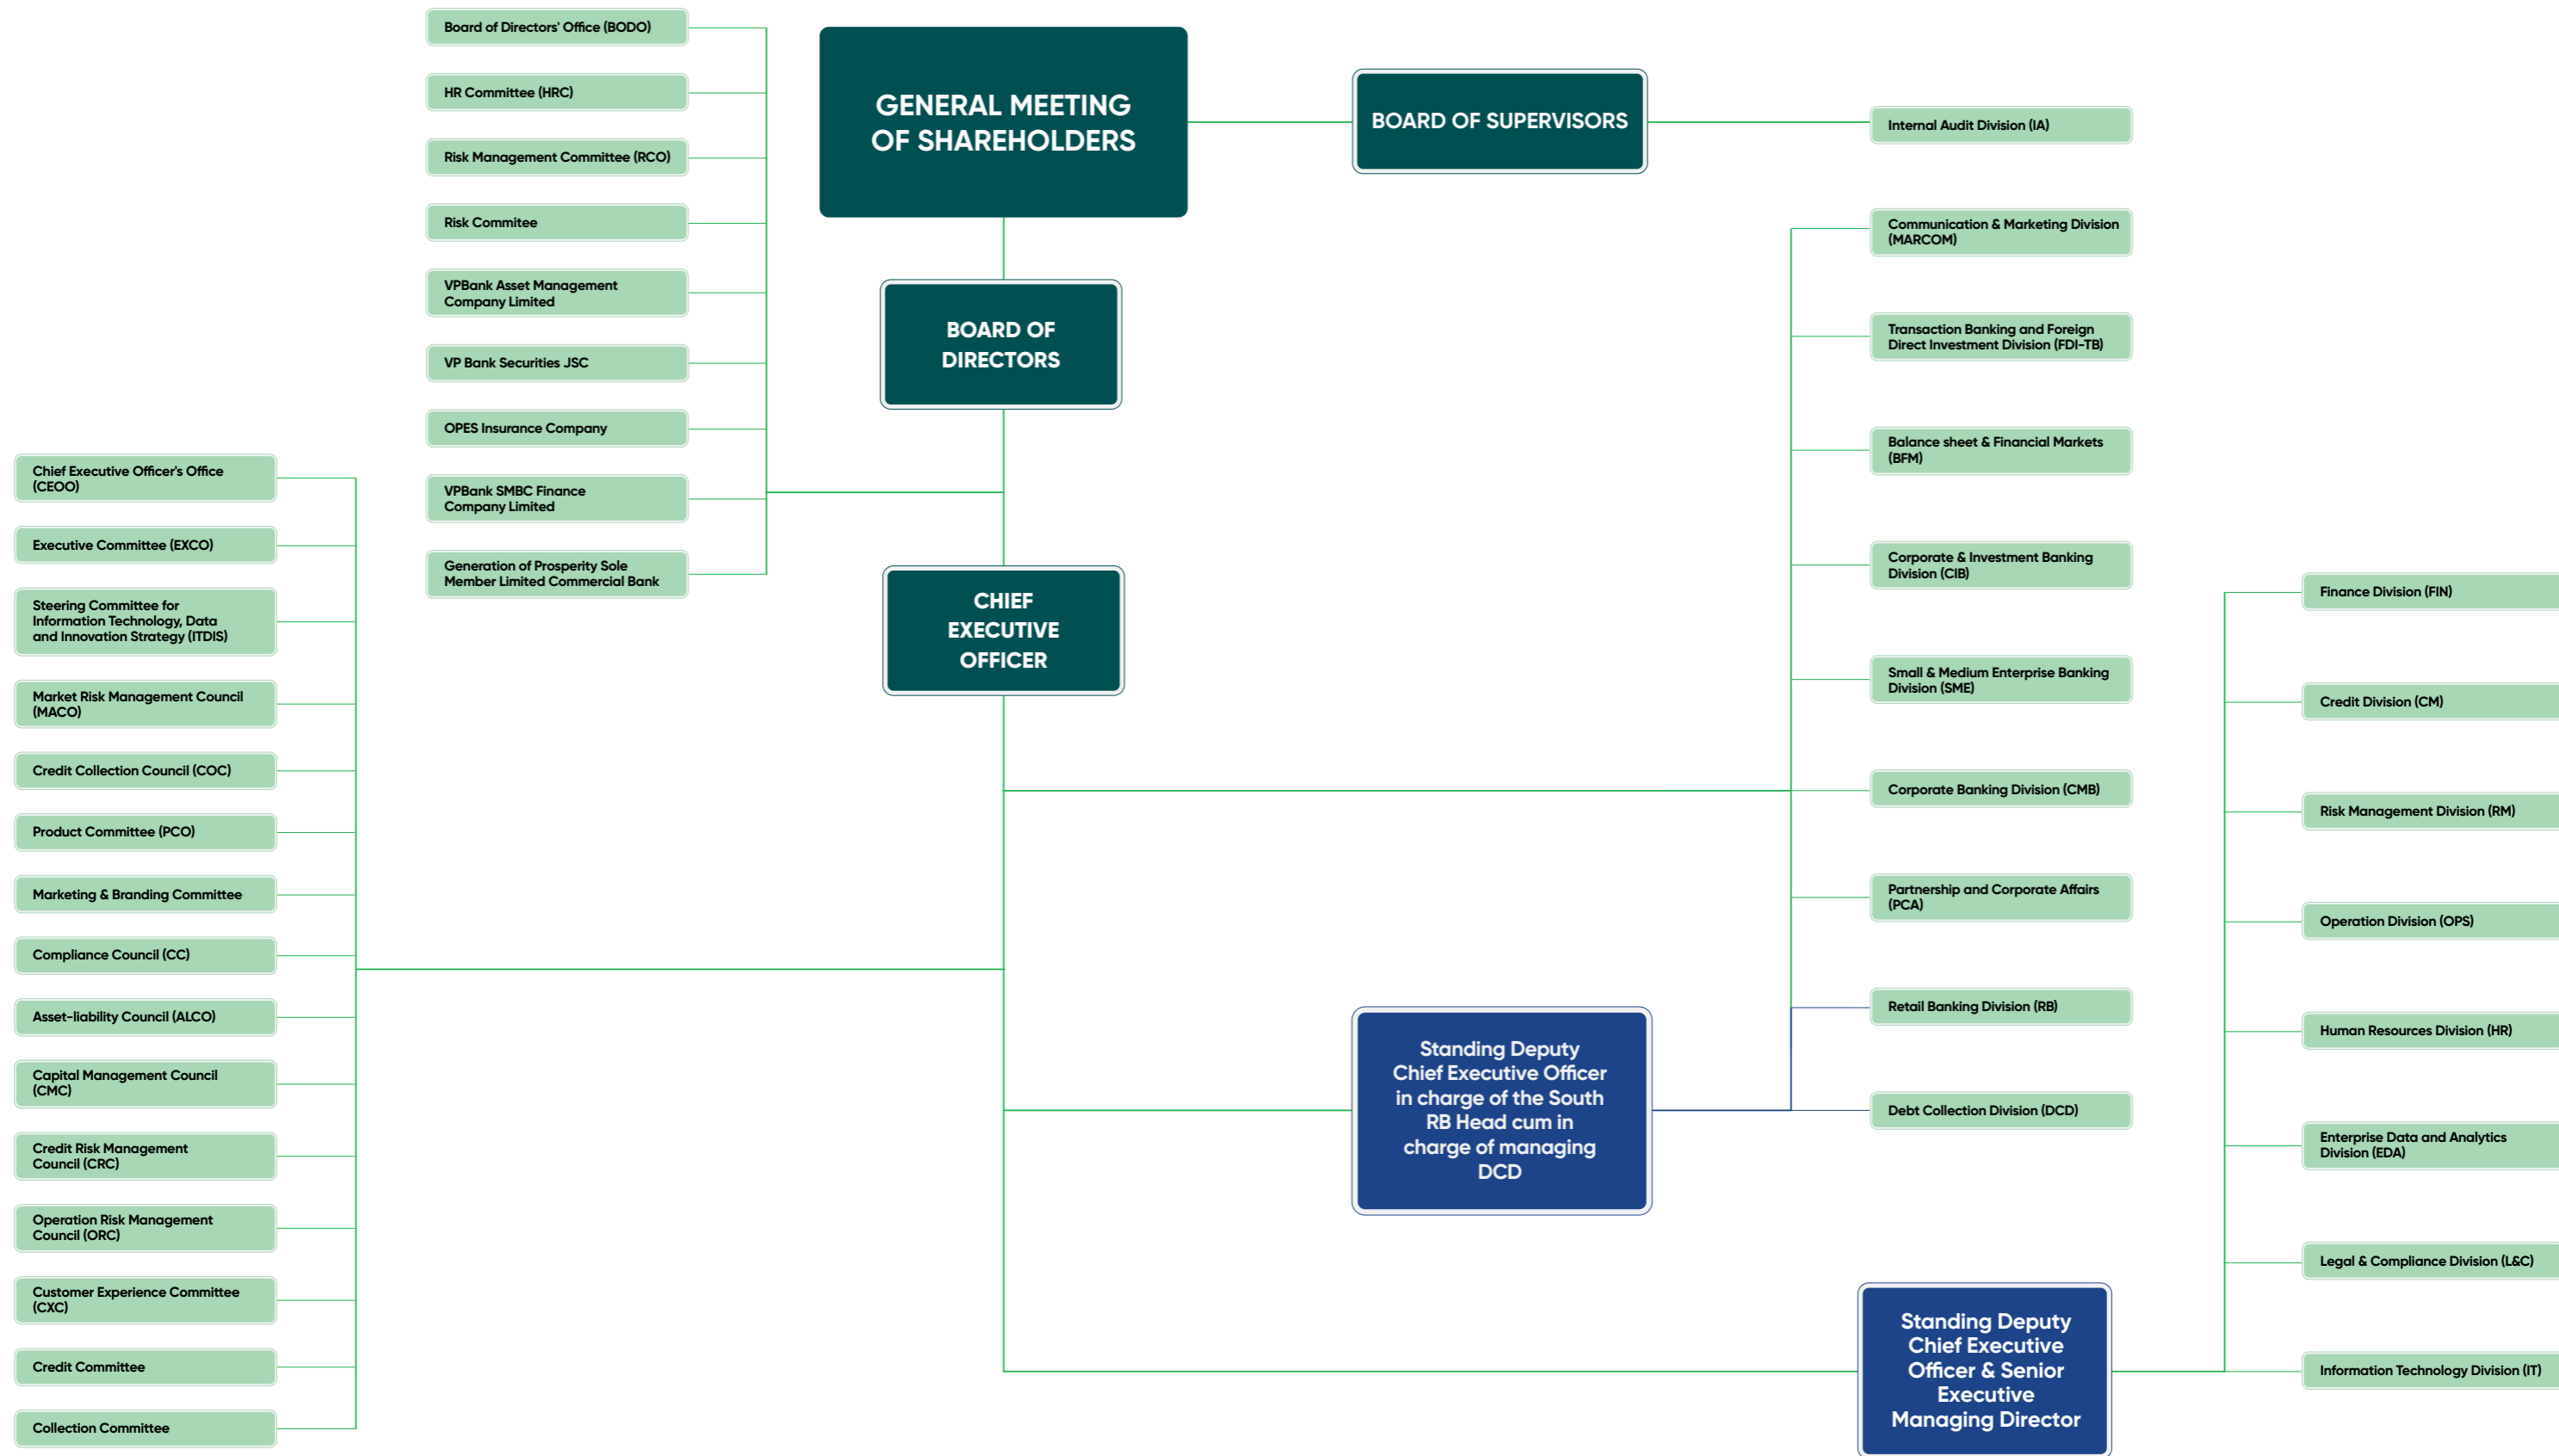 Board of Directors' Office (BODO)
HR Committee (HRC)
Risk Management Committee (RCO)
Risk Commitee
VPBank Asset Management
Company Limited
VP Bank Securities JSC
OPES Insurance Company
VPBank SMBC Finance
Company Limited
Generation of Prosperity Sole
Member Limited Commercial Bank
GENERAL MEETING
OF SHAREHOLDERS
BOARD OF SUPERVISORS
Internal Audit Division (IA)
BOARD OF
DIRECTORS
CHIEF
EXECUTIVE
OFFICER
Chief Executive Officer's Office
(CEOO)
Executive Committee (EXCO)
Steering Committee for
Information Technology, Data
and Innovation Strategy (ITDIS)
Market Risk Management Council
(MACO)
Credit Collection Council (COC)
Product Committee (PCO)
Marketing & Branding Committee
Compliance Council (CC)
Asset-liability Council (ALCO)
Capital Management Council
(CMC)
Credit Risk Management
Council (CRC)
Operation Risk Management
Council (ORC)
Customer Experience Committee
(CXC)
Credit Committee
Collection Committee
Communication & Marketing Division
(MARCOM)
Transaction Banking and Foreign
Direct Investment Division (FDI-TB)
Balance sheet & Financial Markets
(BFM)
Corporate & Investment Banking
Division (CIB)
Small & Medium Enterprise Banking
Division (SME)
Corporate Banking Division (CMB)
Partnership and Corporate Affairs
(PCA)
Retail Banking Division (RB)
Debt Collection Division (DCD)
Standing Deputy
Chief Executive Officer
in charge of the South
RB Head cum in
charge of managing
DCD
Standing Deputy
Chief Executive
Officer & Senior
Executive
Managing Director
Finance Division (FIN)
Credit Division (CM)
Risk Management Division (RM)
Operation Division (OPS)
Human Resources Division (HR)
Enterprise Data and Analytics
Division (EDA)
Legal & Compliance Division (L&C)
Information Technology Division (IT)